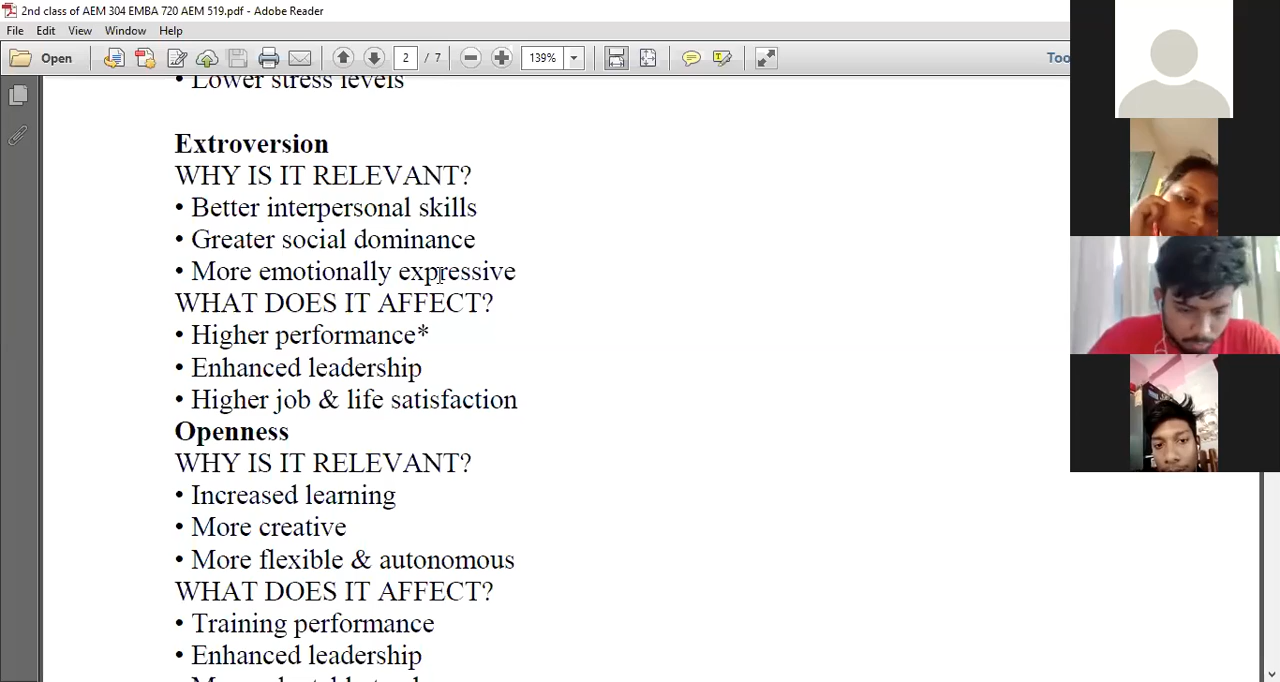 2nd class of AEM 304 EMBA 720 AEM 519.pdf - Adobe Reader
File Edit View Window Help
Open 2 / 7 139%
• Lower stress levels
Extroversion
WHY IS IT RELEVANT?
• Better interpersonal skills
• Greater social dominance
• More emotionally expressive
WHAT DOES IT AFFECT?
• Higher performance*
• Enhanced leadership
• Higher job & life satisfaction
Openness
WHY IS IT RELEVANT?
• Increased learning
• More creative
• More flexible & autonomous
WHAT DOES IT AFFECT?
• Training performance
• Enhanced leadership